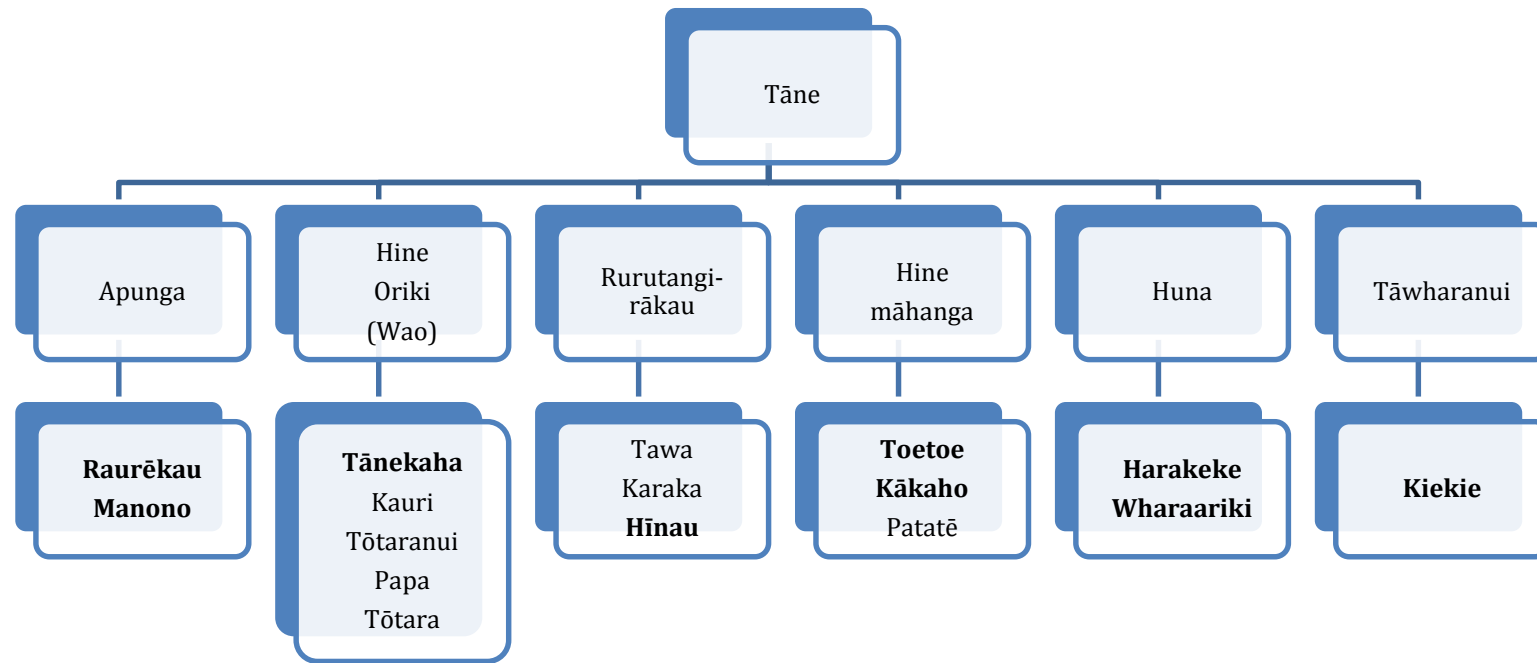 Tāne
Apunga
Hine
Oriki
(Wao)
Rurutangi-
rākau
Hine
māhanga
Huna
Tāwharanui
Raurēkau
Manono
Tānekaha
Kauri
Tōtaranui
Papa
Tōtara
Tawa
Karaka
Hīnau
Toetoe
Kākaho
Patatē
Harakeke
Wharaariki
Kiekie